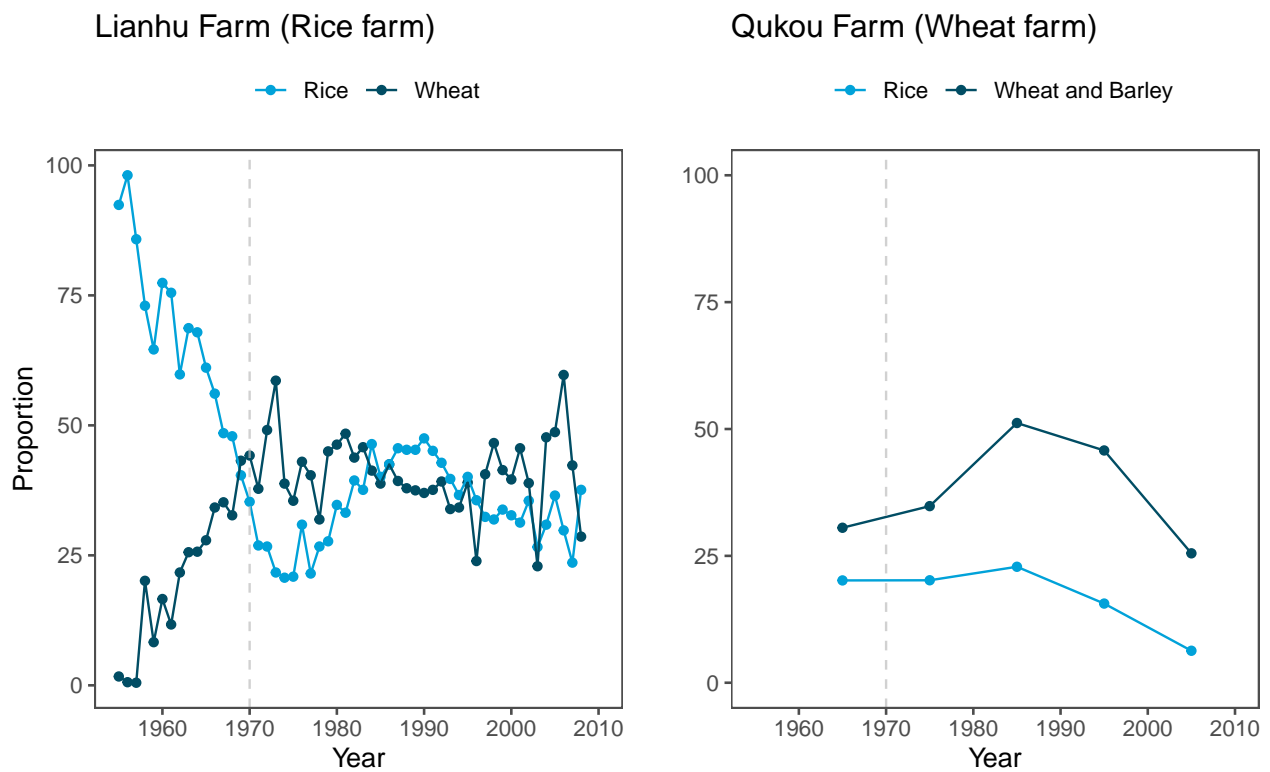 Lianhu Farm (Rice farm)
Rice Wheat
100
75
50
25
0
Proportion
1960 1970 1980 1990 2000 2010
Year
Qukou Farm (Wheat farm)
Rice Wheat and Barley
100
75
50
25
0
1960 1970 1980 1990 2000 2010
Year